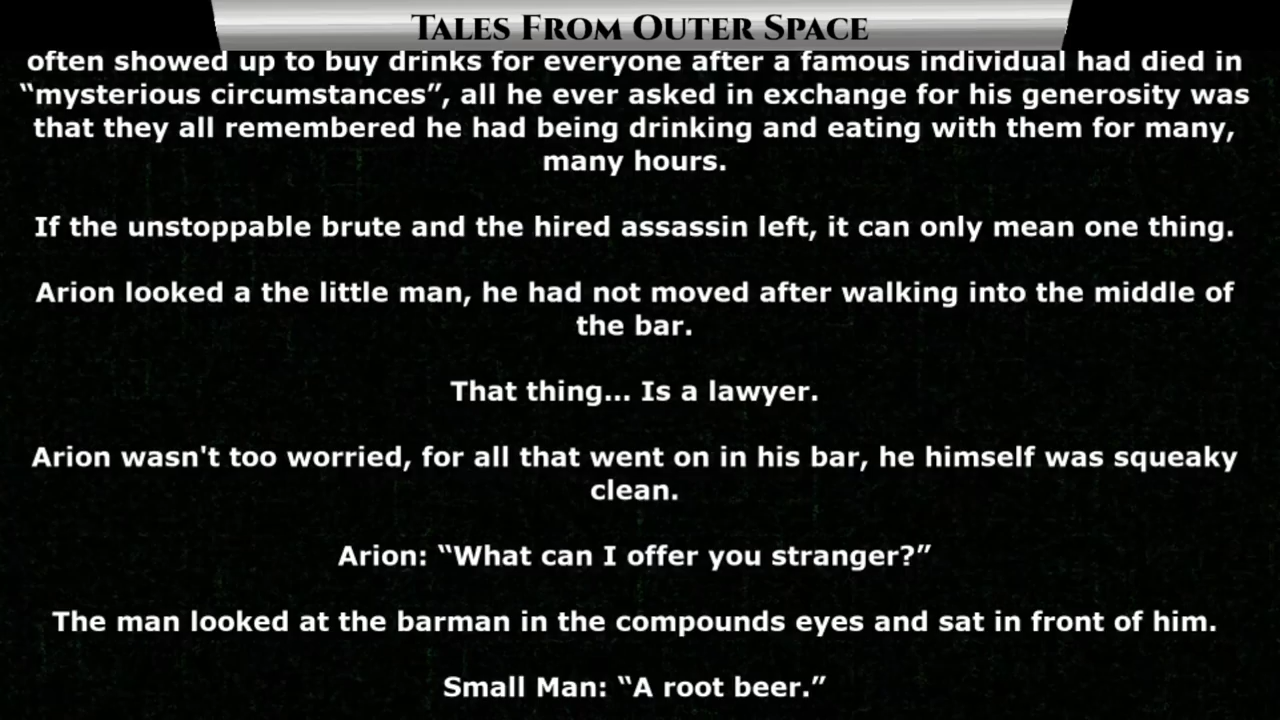 Tales From Outer Space
often showed up to buy drinks for everyone after a famous individual had died in
“mysterious circumstances”, all he ever asked in exchange for his generosity was
that they all remembered he had being drinking and eating with them for many,
many hours.
If the unstoppable brute and the hired assassin left, it can only mean one thing.
Arion looked a the little man, he had not moved after walking into the middle of
the bar.
That thing... Is a lawyer.
Arion wasn't too worried, for all that went on in his bar, he himself was squeaky
clean.
Arion: “What can I offer you stranger?”
The man looked at the barman in the compounds eyes and sat in front of him.
Small Man: “A root beer.”